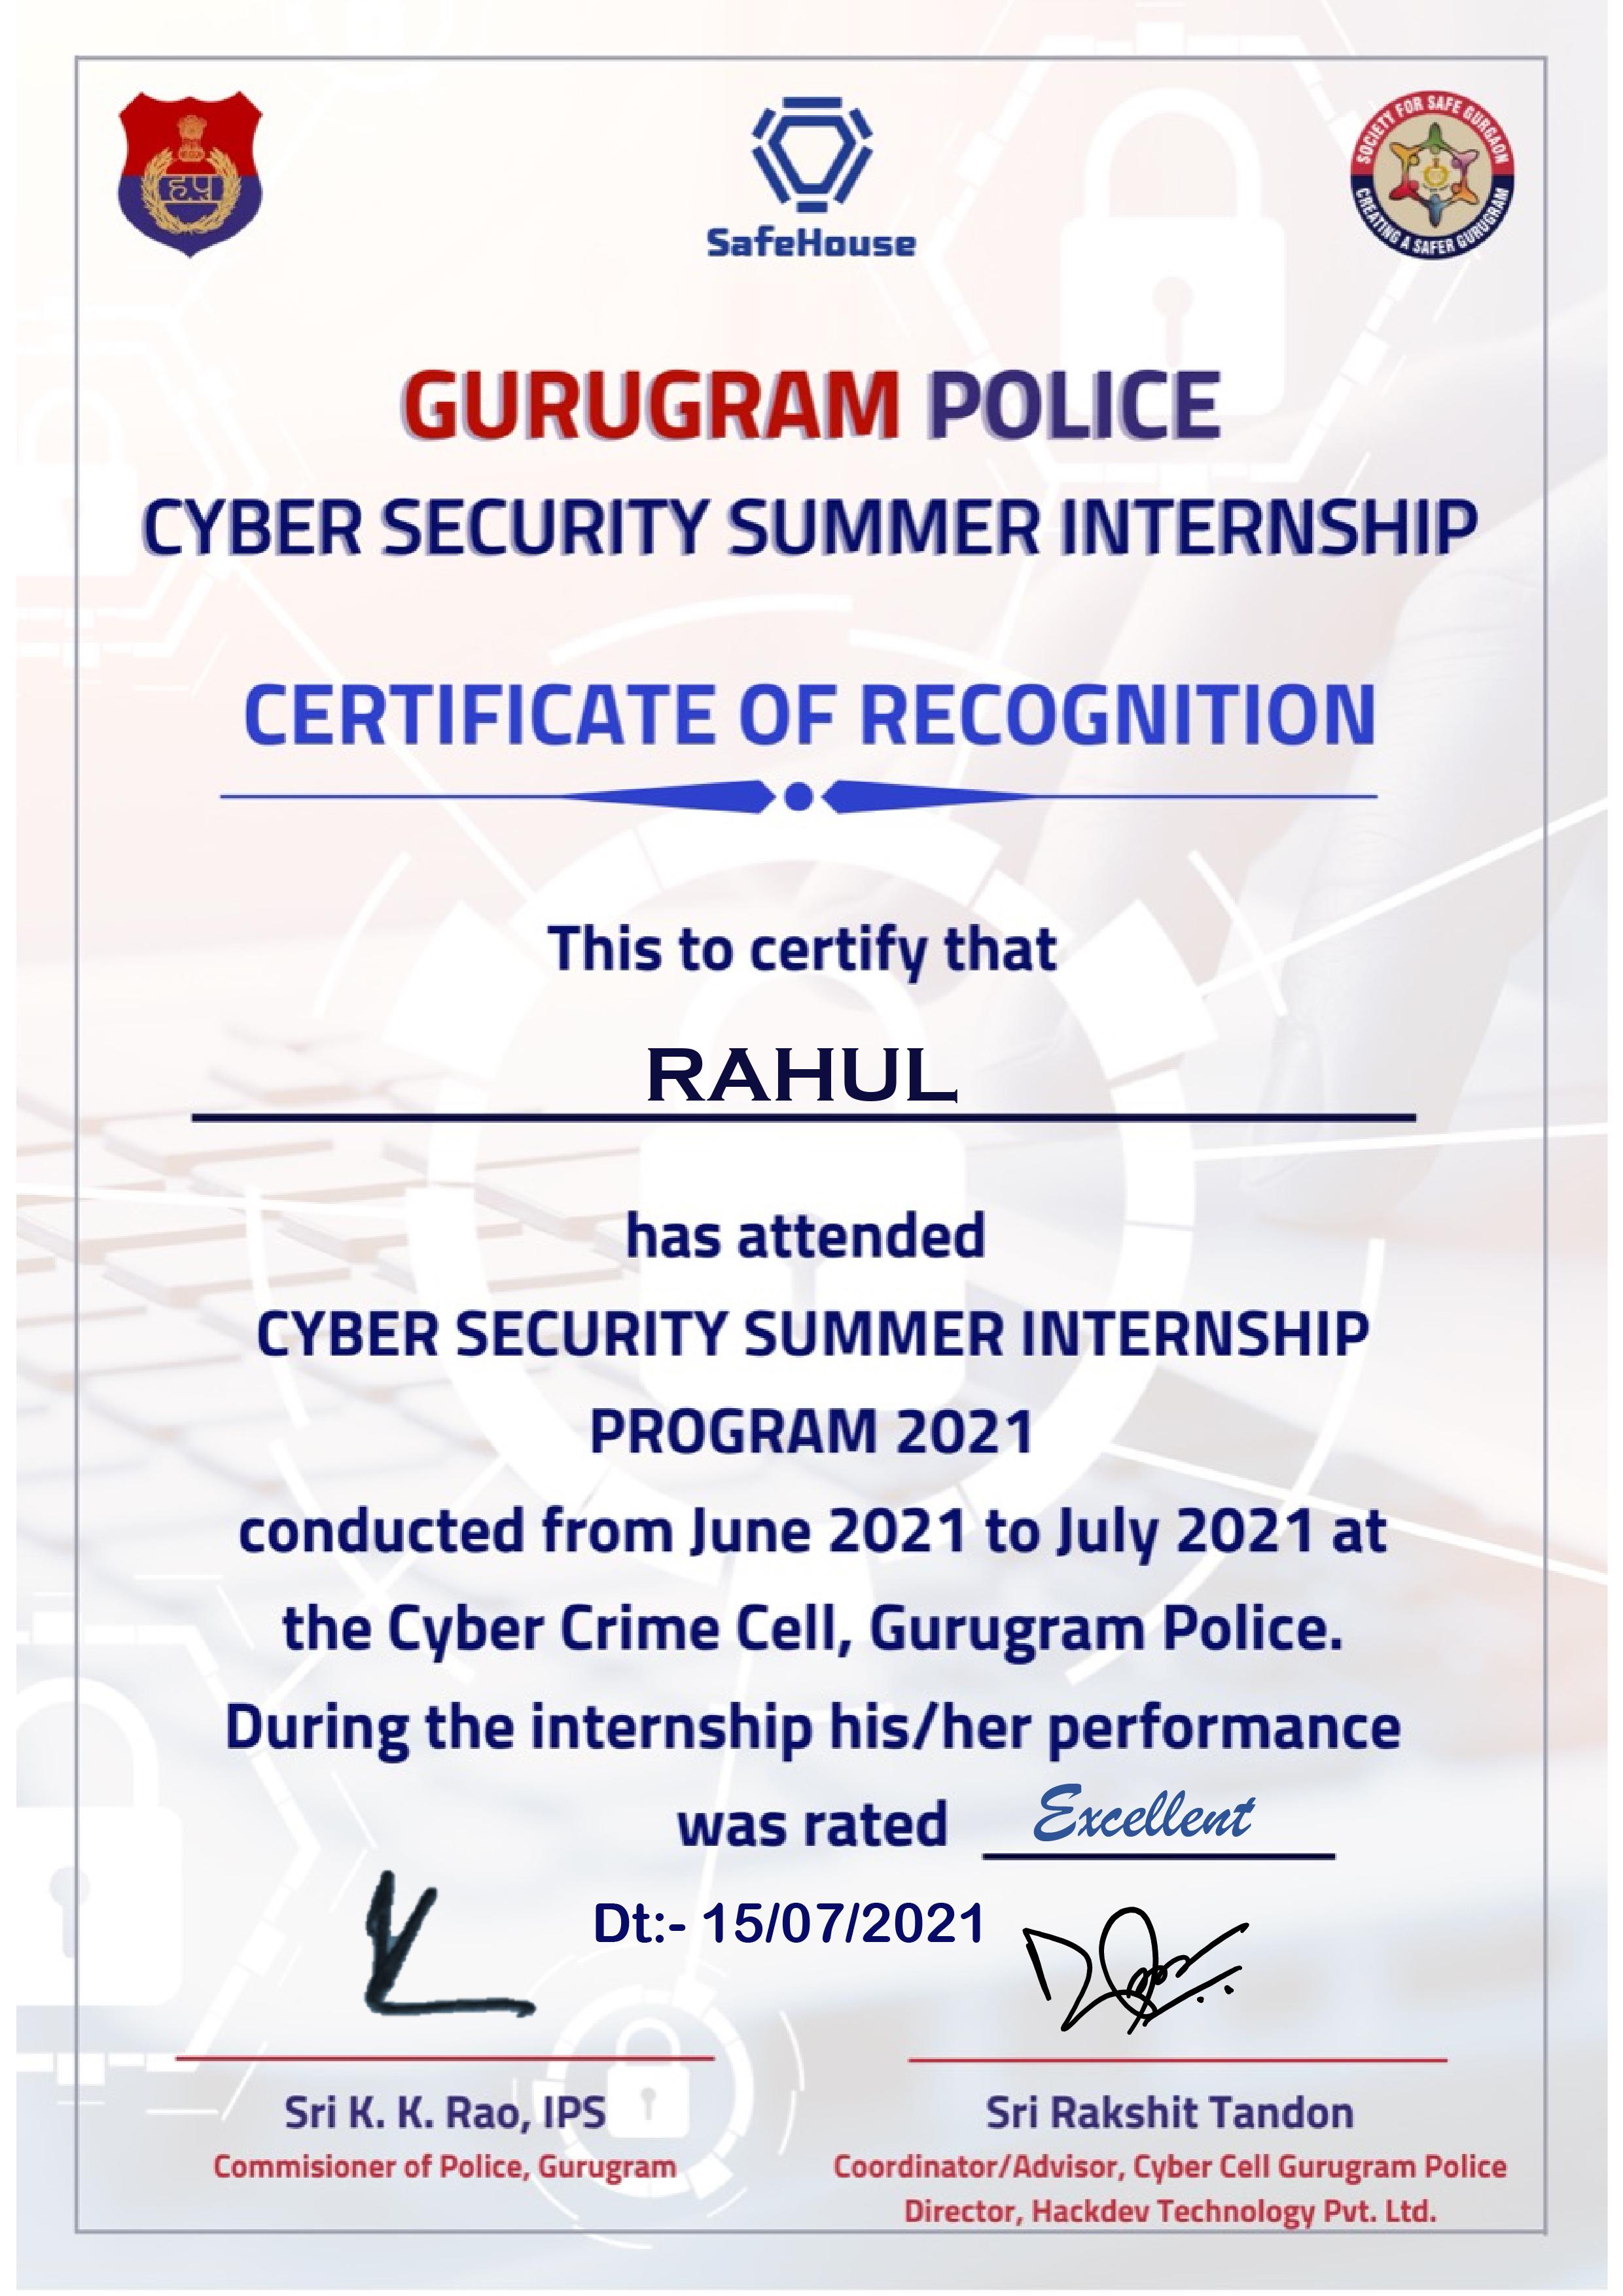 ह.पु
SafeHouse
SOCIETY FOR SAFE GURGAON
CREATING A SAFER GURUGRAM
GURUGRAM POLICE
CYBER SECURITY SUMMER INTERNSHIP
CERTIFICATE OF RECOGNITION
This to certify that
RAHUL
has attended
CYBER SECURITY SUMMER INTERNSHIP
PROGRAM 2021
conducted from June 2021 to July 2021 at
the Cyber Crime Cell, Gurugram Police.
During the internship his/her performance
was rated Excellent
Dt:- 15/07/2021
Sri K. K. Rao, IPS
Commisioner of Police, Gurugram
Sri Rakshit Tandon
Coordinator/Advisor, Cyber Cell Gurugram Police
Director, Hackdev Technology Pvt. Ltd.